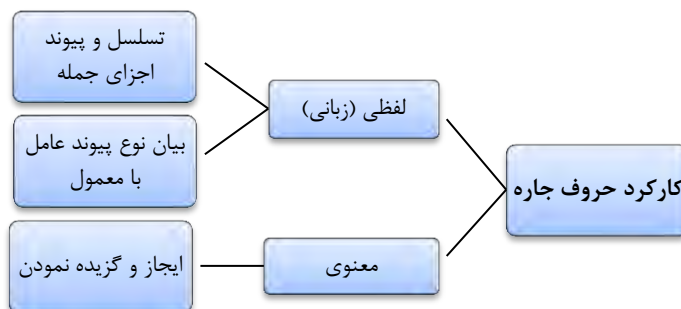 کارکرد حروف جاره
لفظی (زبانی)
تسلسل و پیوند
اجزای جمله
بیان نوع پیوند عامل
با معمول
معنوی
ایجاز و گزیده نمودن